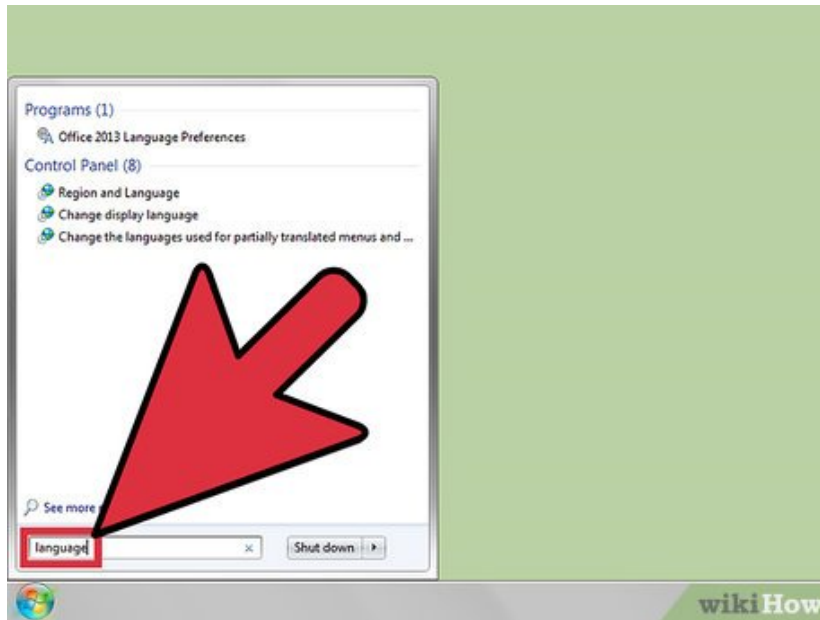 Programs (1)
Office 2013 Language Preferences
Control Panel (8)
Region and Language
Change display language
Change the languages used for partially translated menus and ...
See more
language
Shut down
wikiHow